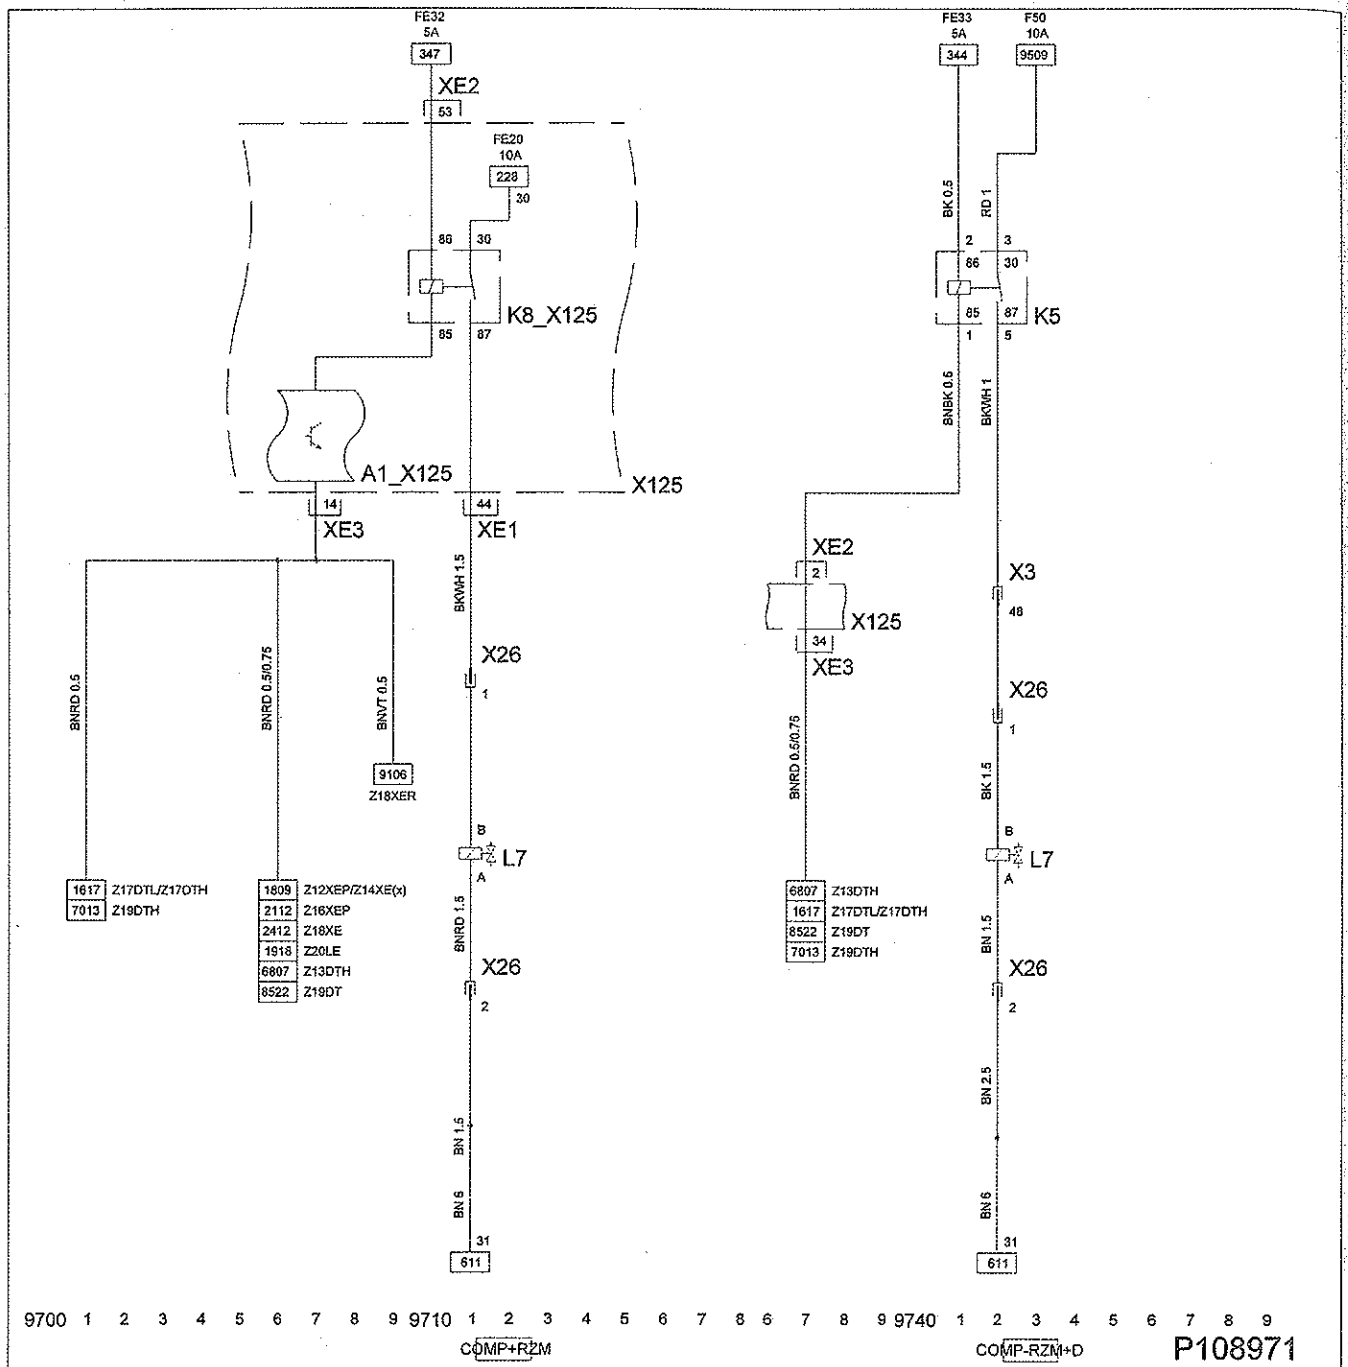 FE32
5A
347
XE2
53
FE20
10A
228
30
86 30
K8_X125
85 87
A1_X125
X125
14
XE3
44
XE1
BKWH 1.5
BNRD 0.5
BNRD 0.5/0.75
BNVT 0.5
9106
Z18XER
X26
1
B
L7
A
1617 Z17DTL/Z17DTH
7013 Z19DTH
1809 Z12XEP/Z14XE(x)
2112 Z16XEP
2412 Z18XE
1918 Z20LE
6807 Z13DTH
8522 Z19DT
BNRD 1.5
X26
2
BN 1.5
BN 6
31
611
FE33
5A
344
F50
10A
9509
BK 0.5
RD 1
2 3
86 30
85 87
K5
1 5
BNBK 0.5
BKWH 1
XE2
2
X125
34
XE3
X3
48
X26
1
BNRD 0.5/0.75
BK 1.5
B
L7
A
6807 Z13DTH
1617 Z17DTL/Z17DTH
8522 Z19DT
7013 Z19DTH
BN 1.5
X26
2
BN 2.5
BN 6
31
611
9700 1 2 3 4 5 6 7 8 9 9710 1 2 3 4 5 6 7 8 6 7 8 9 9740 1 2 3 4 5 6 7 8 9
COMP+RZM
COMP-RZM+D
P108971